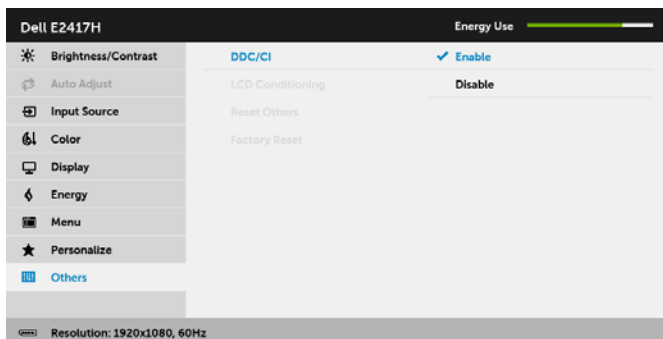 Dell E2417H
Energy Use
Brightness/Contrast
Auto Adjust
Input Source
Color
Display
Energy
Menu
Personalize
Others
DDC/CI
LCD Conditioning
Reset Others
Factory Reset
Enable
Disable
Resolution: 1920x1080, 60Hz